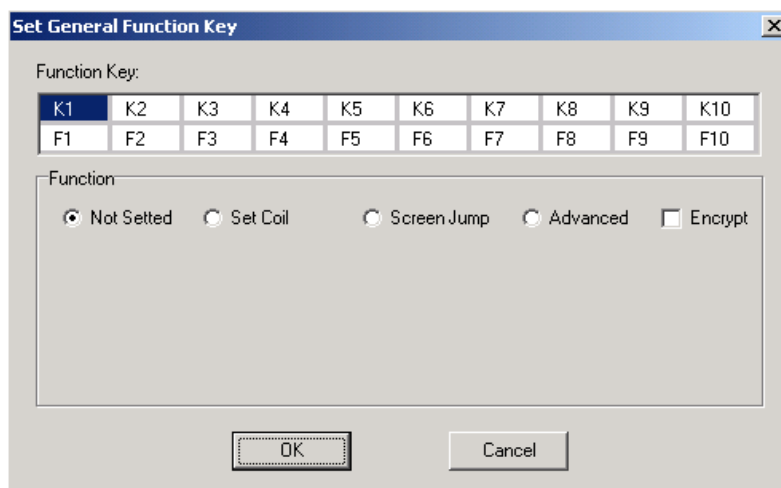 Set General Function Key
Function Key:
K1 K2 K3 K4 K5 K6 K7 K8 K9 K10
F1 F2 F3 F4 F5 F6 F7 F8 F9 F10
Function
Not Setted Set Coil Screen Jump Advanced Encrypt
OK Cancel